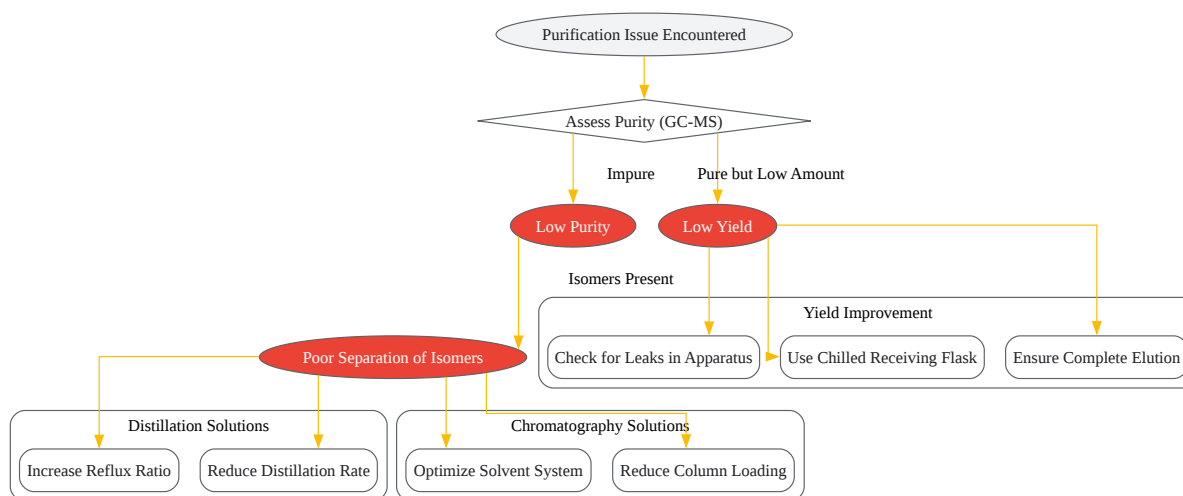 Purification Issue Encountered
Assess Purity (GC-MS)
Impure
Pure but Low Amount
Low Purity
Low Yield
Isomers Present
Yield Improvement
Poor Separation of Isomers
Check for Leaks in Apparatus
Use Chilled Receiving Flask
Ensure Complete Elution
Distillation Solutions
Chromatography Solutions
Increase Reflux Ratio
Reduce Distillation Rate
Optimize Solvent System
Reduce Column Loading